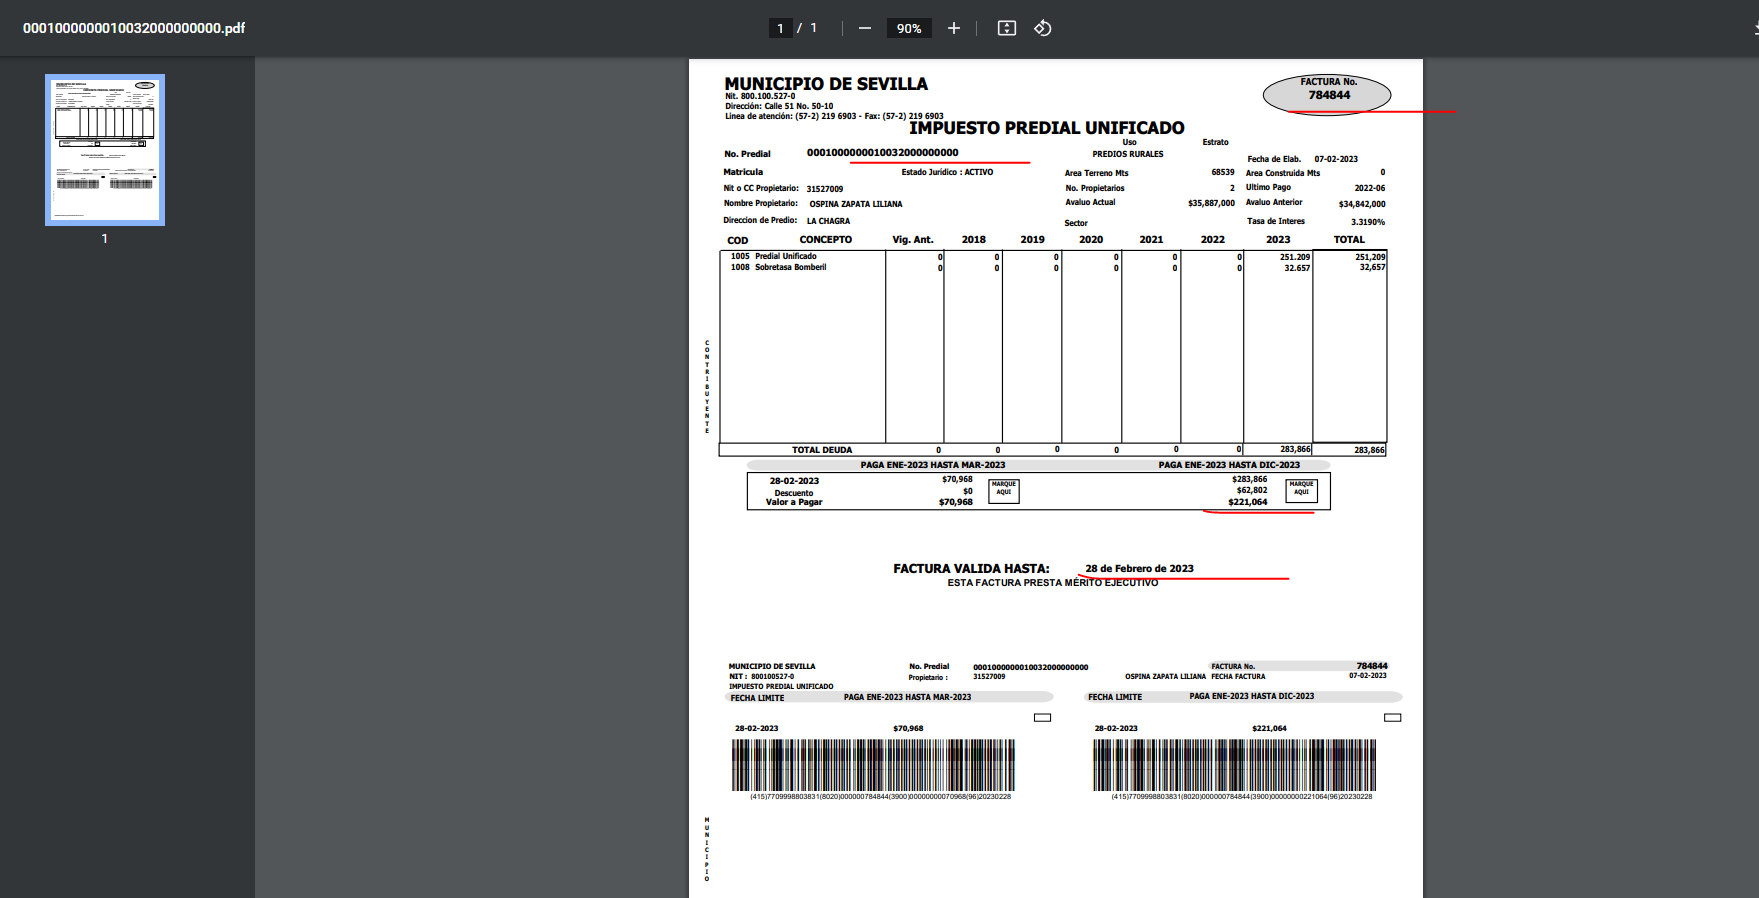 0001000000010032000000000.pdf
1 / 1
90%
1
MUNICIPIO DE SEVILLA
Nit. 800.100.527-0
Dirección: Calle 51 No. 50-10
Linea de atención: (57-2) 219 6903 - Fax: (57-2) 219 6903
FACTURA No.
784844
IMPUESTO PREDIAL UNIFICADO
Uso Estrato
No. Predial 0001000000010032000000000 PREDIOS RURALES
Fecha de Elab. 07-02-2023
Matricula Estado Jurídico : ACTIVO Area Terreno Mts 68539 Area Construida Mts 0
Nit o CC Propietario: 31527009 No. Propietarios 2 Ultimo Pago 2022-06
Nombre Propietario: OSPINA ZAPATA LILIANA Avaluo Actual $35,887,000 Avaluo Anterior $34,842,000
Direccion de Predio: LA CHAGRA Sector Tasa de Interes 3.3190%
COD CONCEPTO Vig. Ant. 2018 2019 2020 2021 2022 2023 TOTAL
1005 Predial Unificado 0 0 0 0 0 0 251.209 251,209
1008 Sobretasa Bomberil 0 0 0 0 0 0 32.657 32,657
CONTRIBUYENTE
TOTAL DEUDA 0 0 0 0 0 0 283,866 283,866
PAGA ENE-2023 HASTA MAR-2023 PAGA ENE-2023 HASTA DIC-2023
28-02-2023 $70,968 MARQUE $283,866 MARQUE
Descuento $0 AQUI $62,802 AQUI
Valor a Pagar $70,968 $221,064
FACTURA VALIDA HASTA: 28 de Febrero de 2023
ESTA FACTURA PRESTA MÉRITO EJECUTIVO
MUNICIPIO DE SEVILLA No. Predial 0001000000010032000000000 FACTURA No. 784844
NIT : 800100527-0 Propietario : 31527009 OSPINA ZAPATA LILIANA FECHA FACTURA 07-02-2023
IMPUESTO PREDIAL UNIFICADO
FECHA LIMITE PAGA ENE-2023 HASTA MAR-2023 FECHA LIMITE PAGA ENE-2023 HASTA DIC-2023
28-02-2023 $70,968 28-02-2023 $221,064
(415)7709998803831(8020)000000784844(3900)00000000070968(96)20230228 (415)7709998803831(8020)000000784844(3900)00000000221064(96)20230228
MUNICIPIO